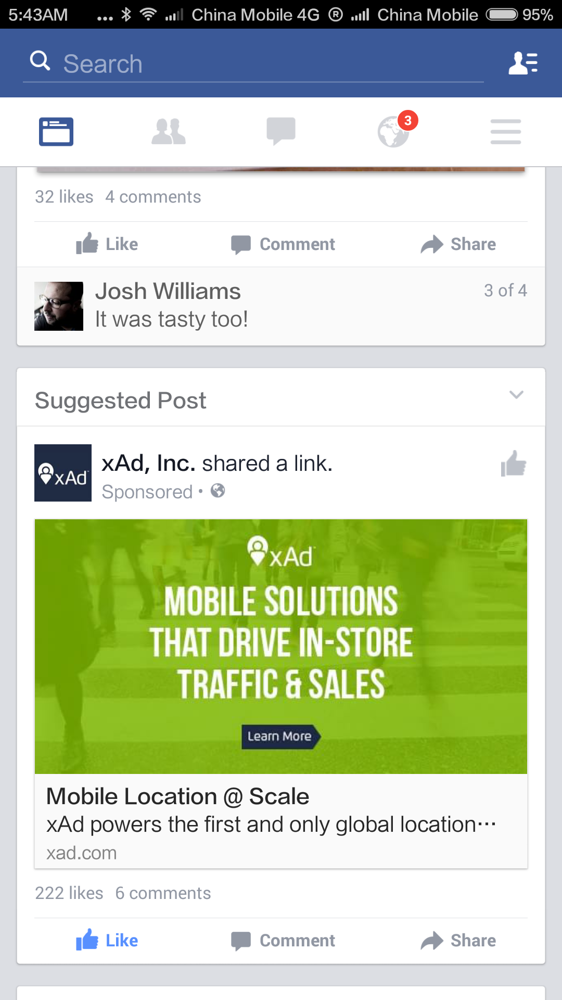 5:43AM ... China Mobile 4G ® China Mobile 95%
Search
3
32 likes 4 comments
Like Comment Share
Josh Williams 3 of 4
It was tasty too!
Suggested Post
xAd xAd, Inc. shared a link.
Sponsored •
xAd
MOBILE SOLUTIONS
THAT DRIVE IN-STORE
TRAFFIC & SALES
Learn More
Mobile Location @ Scale
xAd powers the first and only global location…
xad.com
222 likes 6 comments
Like Comment Share